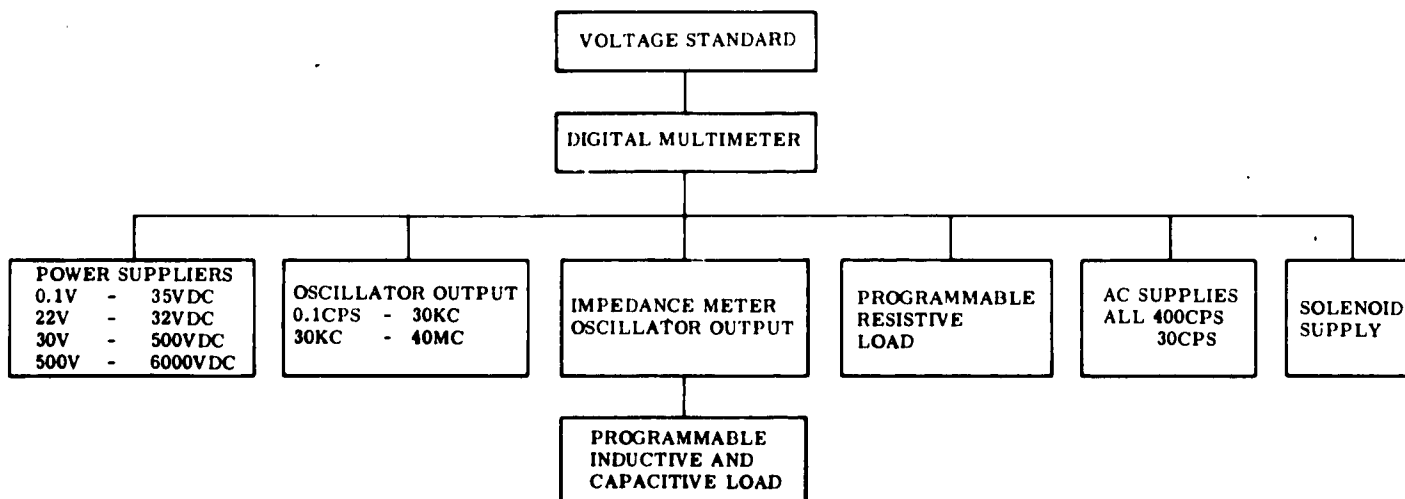 VOLTAGE STANDARD
DIGITAL MULTIMETER
POWER SUPPLIERS
0.1V - 35VDC
22V - 32VDC
30V - 500VDC
500V - 6000VDC
OSCILLATOR OUTPUT
0.1CPS - 30KC
30KC - 40MC
IMPEDANCE METER
OSCILLATOR OUTPUT
PROGRAMMABLE
RESISTIVE
LOAD
AC SUPPLIES
ALL 400CPS
30CPS
SOLENOID
SUPPLY
PROGRAMMABLE
INDUCTIVE AND
CAPACITIVE LOAD